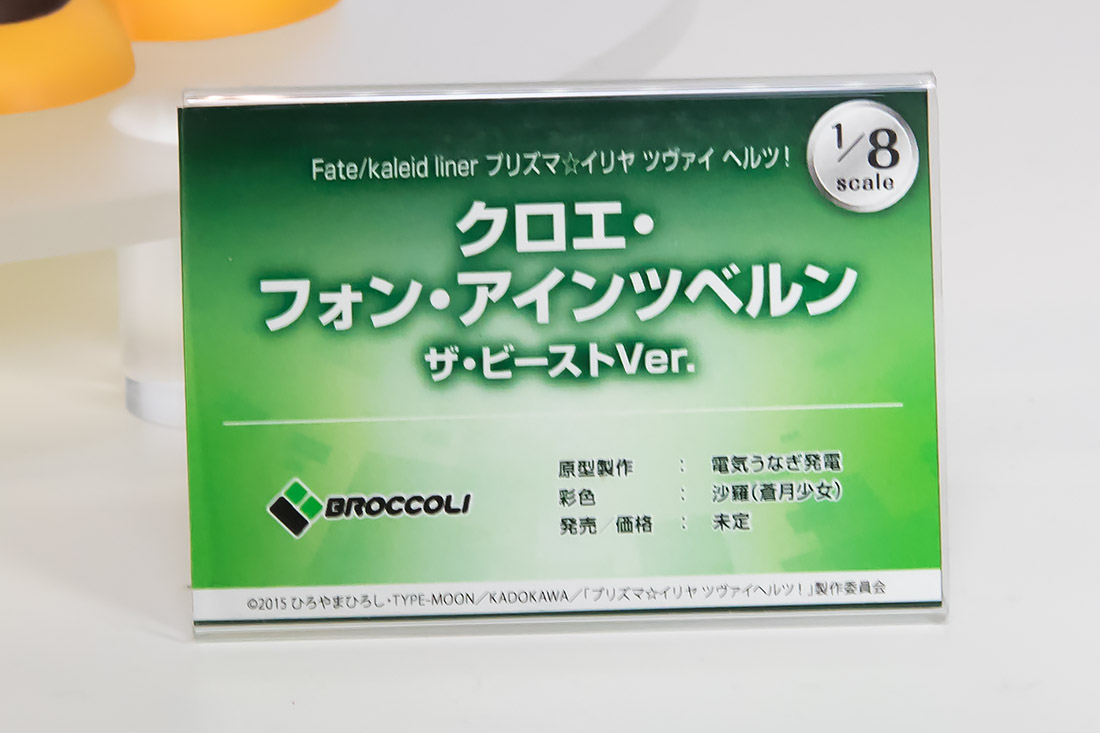 1/8
scale
Fate/kaleid liner プリズマ☆イリヤ ツヴァイ ヘルツ！
クロエ・
フォン・アインツベルン
ザ・ビーストVer.
BROCCOLI
原型製作 : 電気うなぎ発電
彩色 : 沙羅(蒼月少女)
発売／価格 : 未定
©2015 ひろやまひろし・TYPE-MOON／KADOKAWA／「プリズマ☆イリヤ ツヴァイヘルツ！」製作委員会